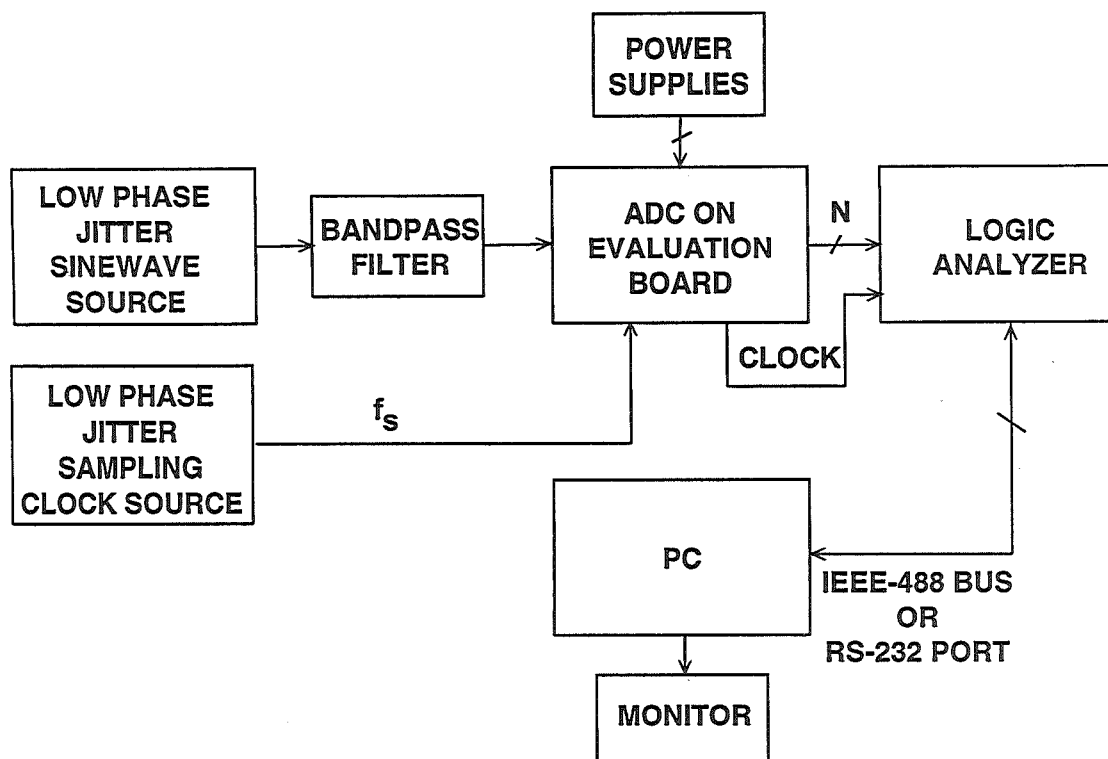 POWER
SUPPLIES
LOW PHASE
JITTER
SINEWAVE
SOURCE
BANDPASS
FILTER
ADC ON
EVALUATION
BOARD
N
LOGIC
ANALYZER
CLOCK
LOW PHASE
JITTER
SAMPLING
CLOCK SOURCE
fs
PC
IEEE-488 BUS
OR
RS-232 PORT
MONITOR